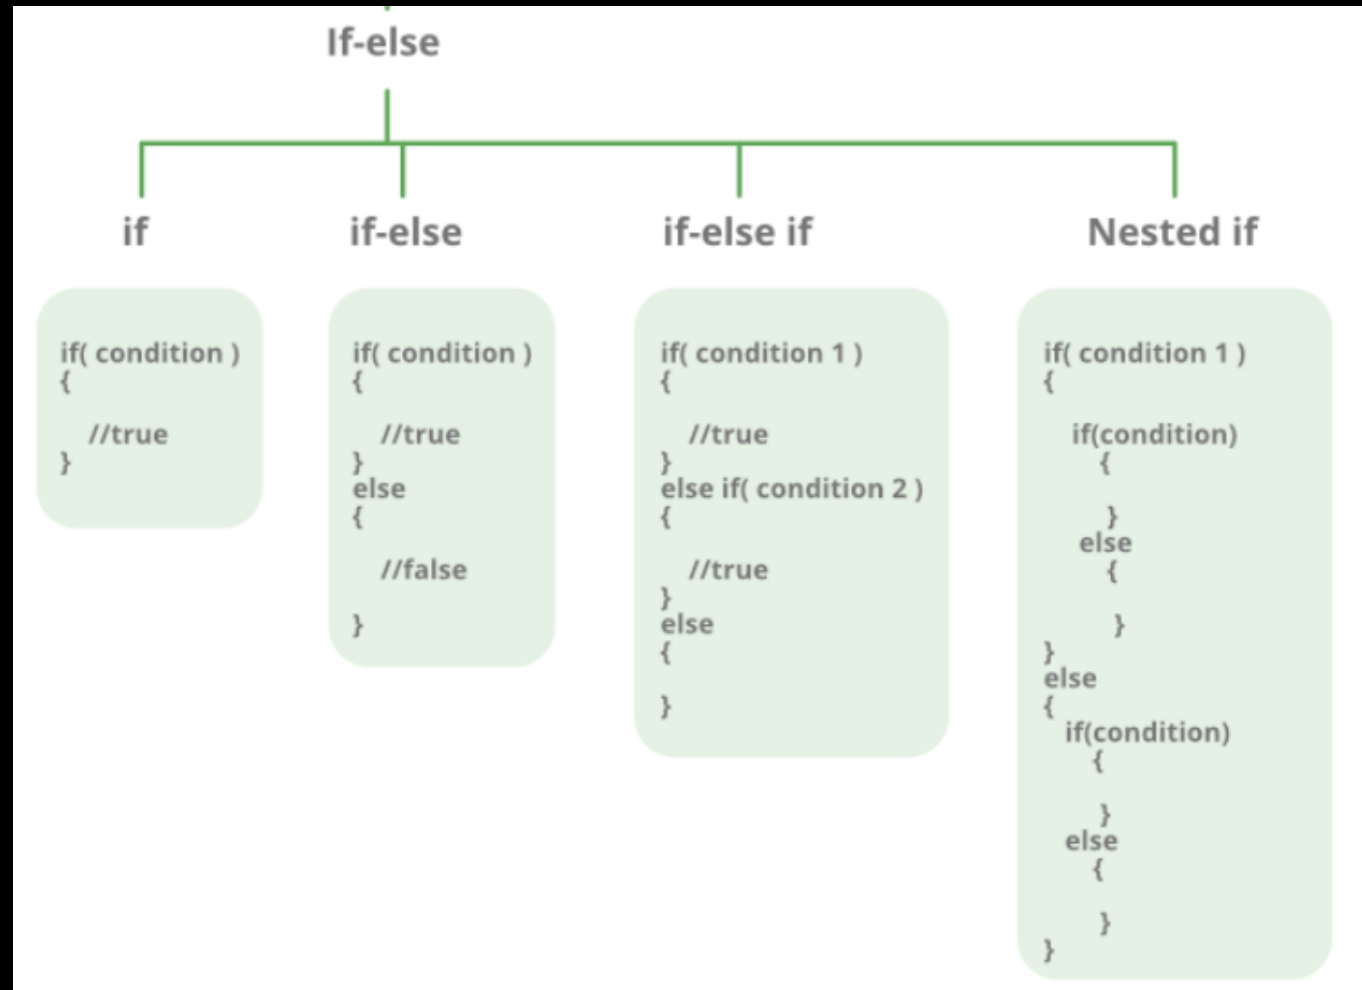 If-else
if
if( condition )
{
//true
}
if-else
if( condition )
{
//true
}
else
{
//false
}
if-else if
if( condition 1 )
{
//true
}
else if( condition 2 )
{
//true
}
else
{
}
Nested if
if( condition 1 )
{
if(condition)
{
}
else
{
}
}
else
{
if(condition)
{
}
else
{
}
}